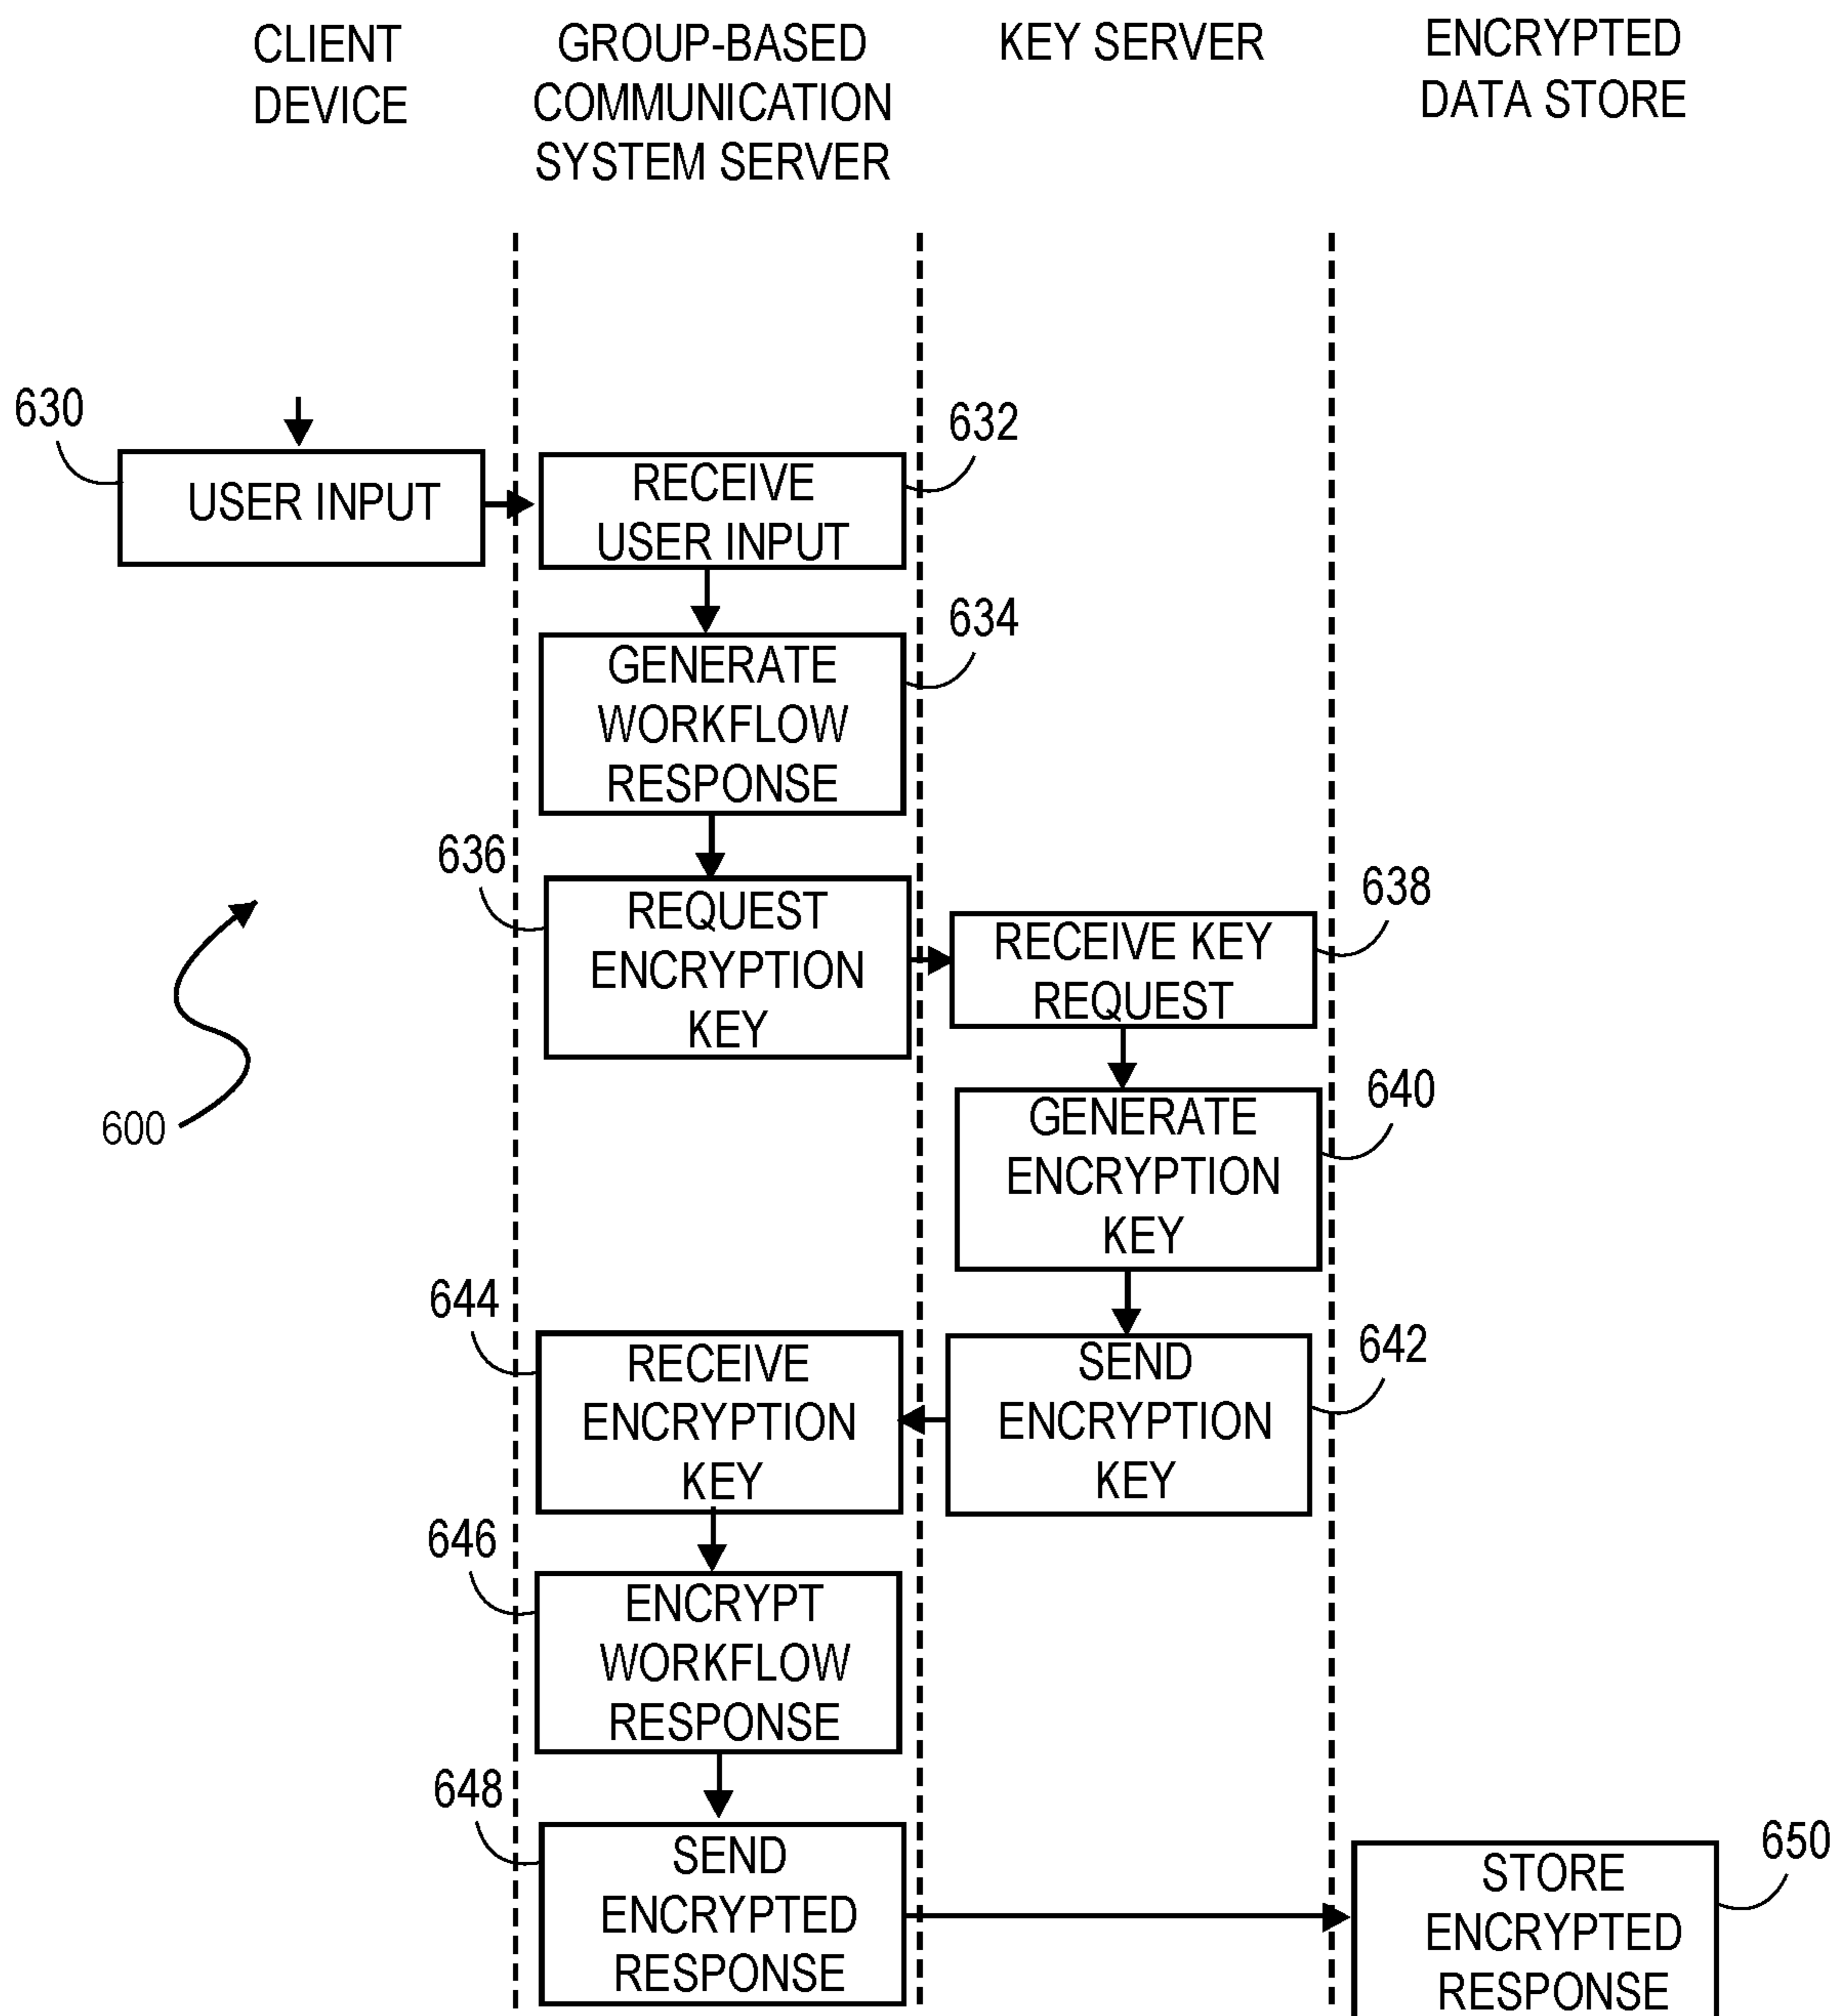 CLIENT
DEVICE
GROUP-BASED
COMMUNICATION
SYSTEM SERVER
KEY SERVER
ENCRYPTED
DATA STORE
630
USER INPUT
632
RECEIVE
USER INPUT
634
GENERATE
WORKFLOW
RESPONSE
636
REQUEST
ENCRYPTION
KEY
638
RECEIVE KEY
REQUEST
600
640
GENERATE
ENCRYPTION
KEY
642
SEND
ENCRYPTION
KEY
644
RECEIVE
ENCRYPTION
KEY
646
ENCRYPT
WORKFLOW
RESPONSE
648
SEND
ENCRYPTED
RESPONSE
650
STORE
ENCRYPTED
RESPONSE